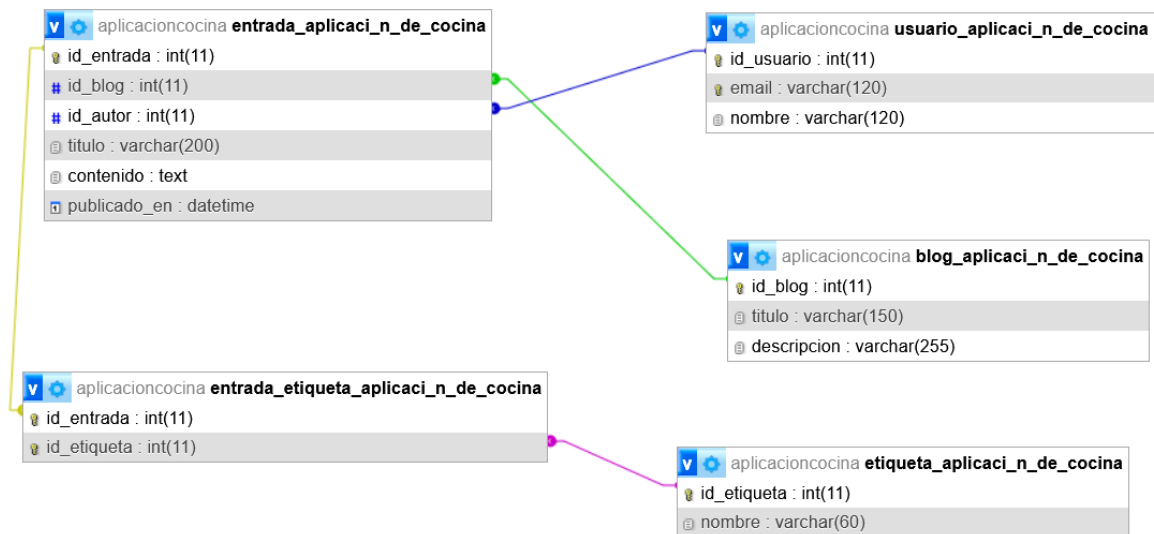 aplicacioncocina entrada_aplicaci_n_de_cocina
id_entrada : int(11)
id_blog : int(11)
id_autor : int(11)
titulo : varchar(200)
contenido : text
publicado_en : datetime
aplicacioncocina usuario_aplicaci_n_de_cocina
id_usuario : int(11)
email : varchar(120)
nombre : varchar(120)
aplicacioncocina blog_aplicaci_n_de_cocina
id_blog : int(11)
titulo : varchar(150)
descripcion : varchar(255)
aplicacioncocina entrada_etiqueta_aplicaci_n_de_cocina
id_entrada : int(11)
id_etiqueta : int(11)
aplicacioncocina etiqueta_aplicaci_n_de_cocina
id_etiqueta : int(11)
nombre : varchar(60)